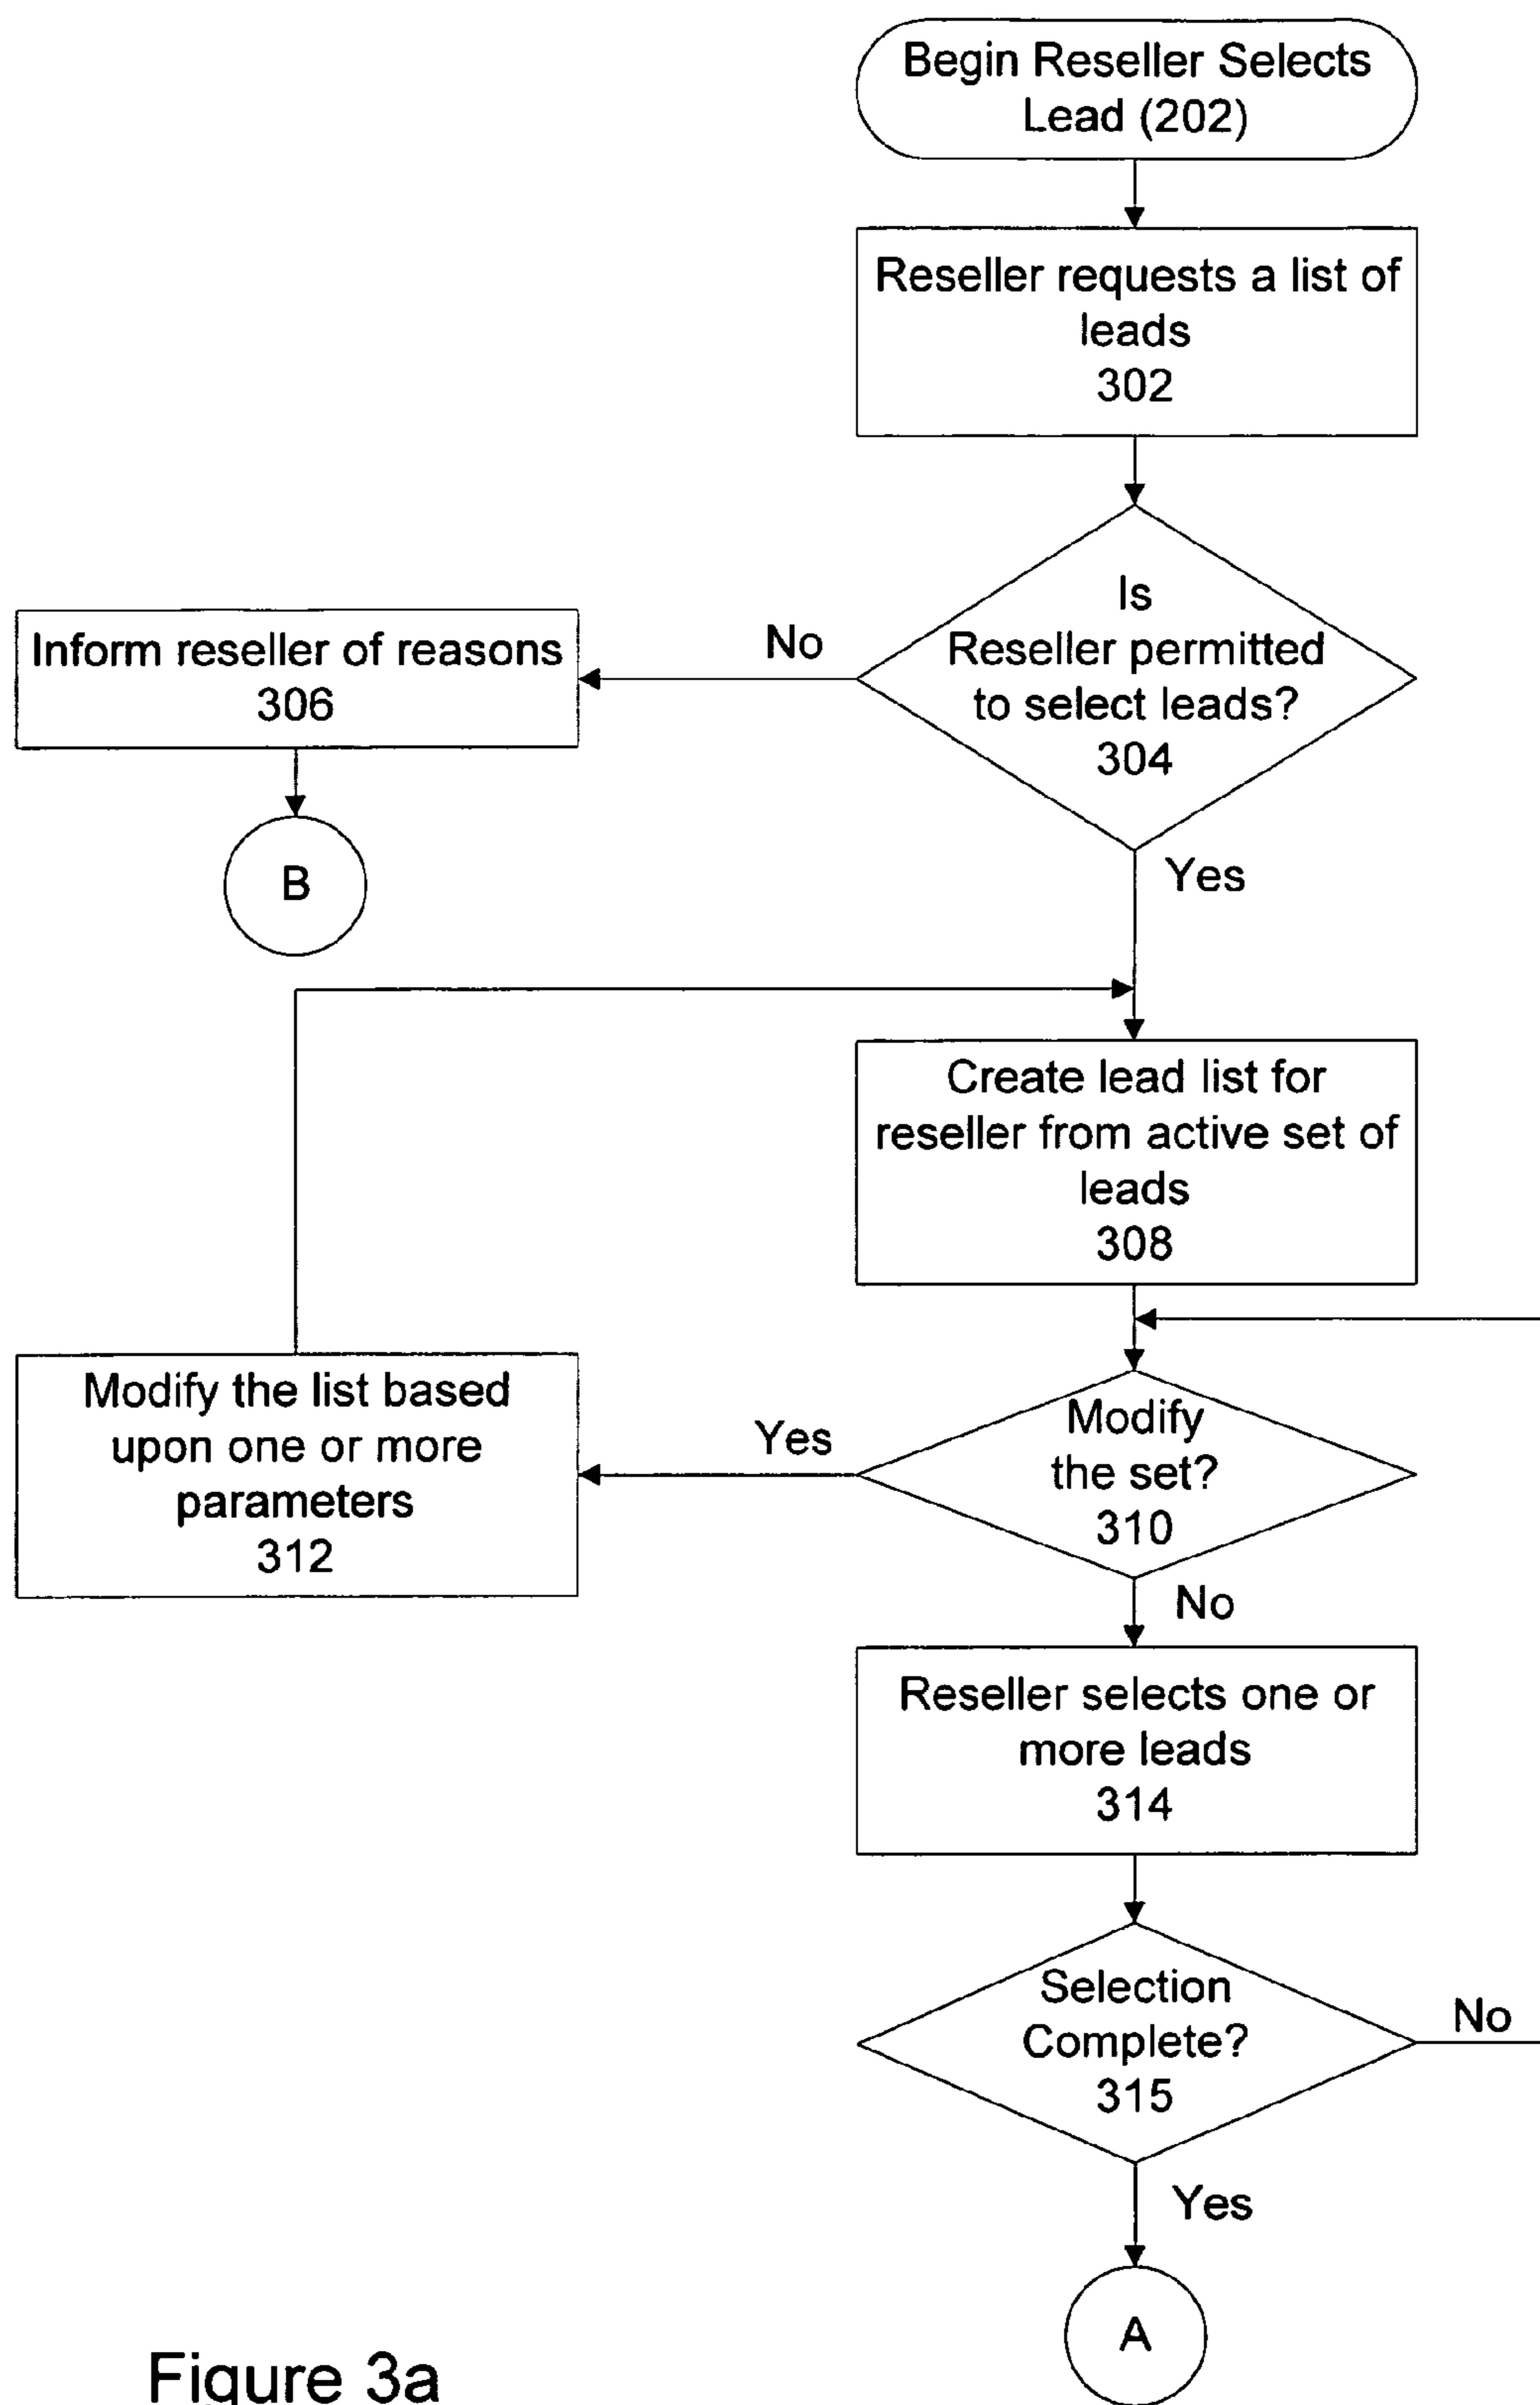 Begin Reseller Selects
Lead (202)
Reseller requests a list of
leads
302
Is
Reseller permitted
to select leads?
304
No
Inform reseller of reasons
306
B
Yes
Create lead list for
reseller from active set of
leads
308
Modify
the set?
310
Yes
Modify the list based
upon one or more
parameters
312
No
Reseller selects one or
more leads
314
Selection
Complete?
315
No
Yes
A
Figure 3a